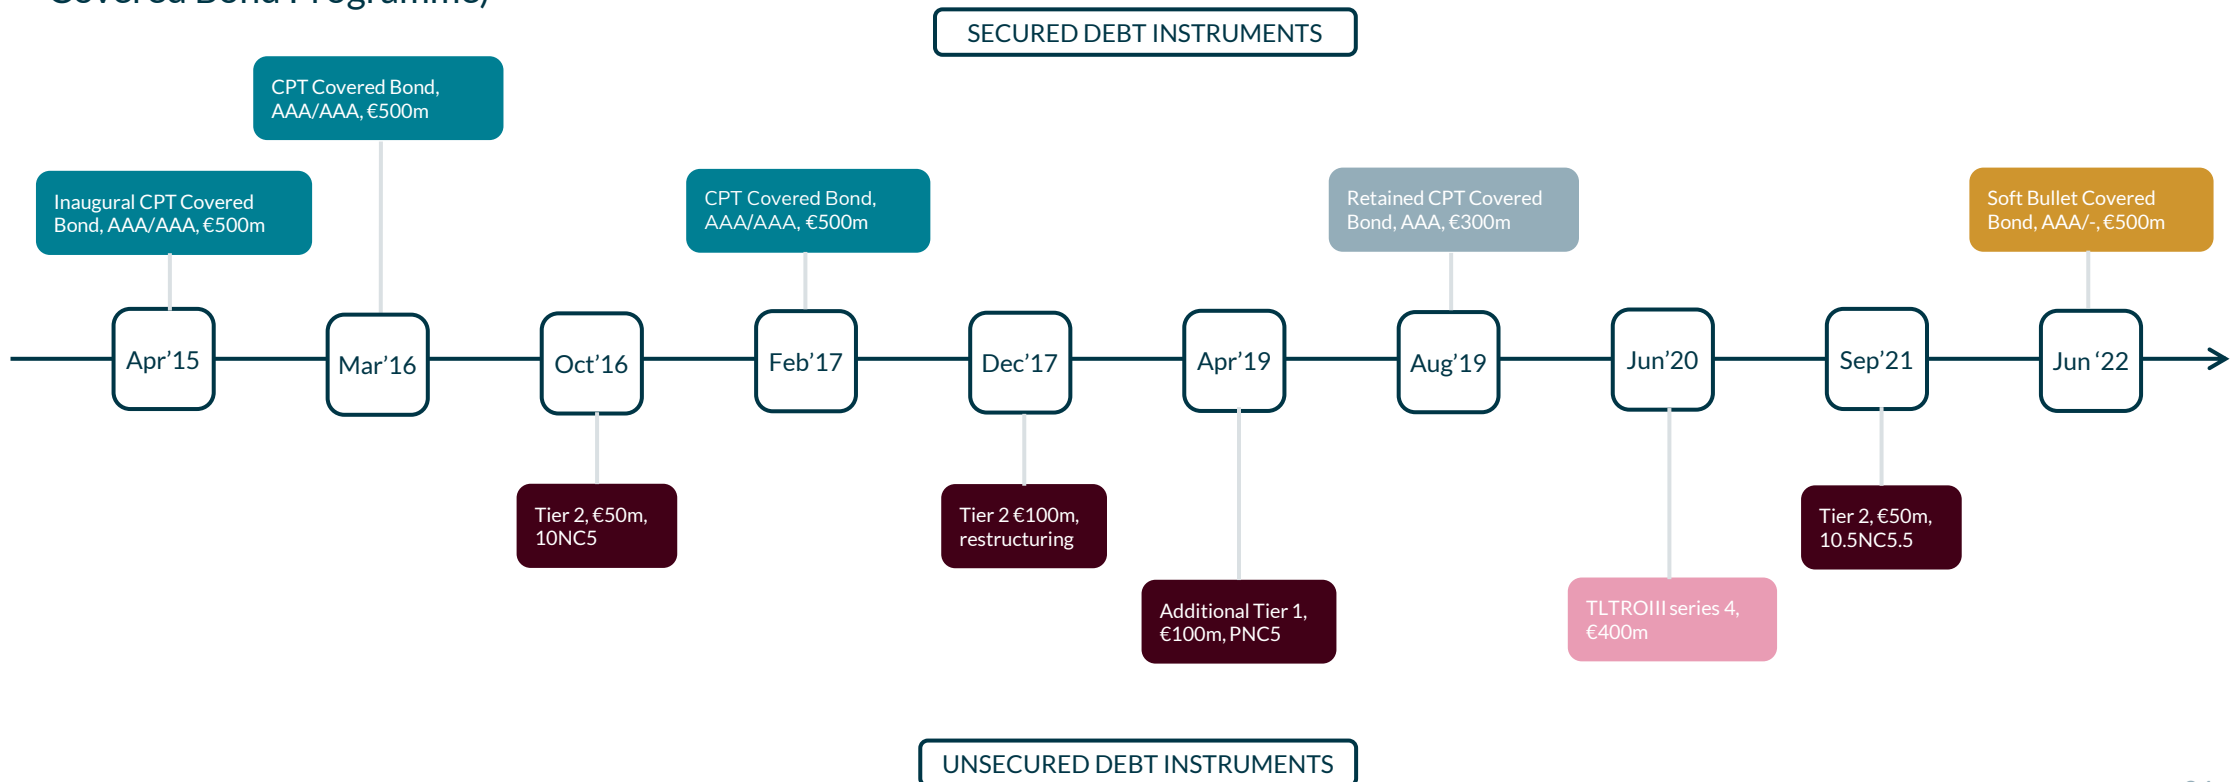 Covered Bond Programme)
SECURED DEBT INSTRUMENTS
CPT Covered Bond,
AAA/AAA, €500m
Inaugural CPT Covered
Bond, AAA/AAA, €500m
CPT Covered Bond,
AAA/AAA, €500m
Retained CPT Covered
Bond, AAA, €300m
Soft Bullet Covered
Bond, AAA/-, €500m
Apr’15
Mar’16
Oct’16
Feb’17
Dec’17
Apr’19
Aug’19
Jun’20
Sep’21
Jun ‘22
Tier 2, €50m,
10NC5
Tier 2 €100m,
restructuring
Additional Tier 1,
€100m, PNC5
TLTROIII series 4,
€400m
Tier 2, €50m,
10.5NC5.5
UNSECURED DEBT INSTRUMENTS